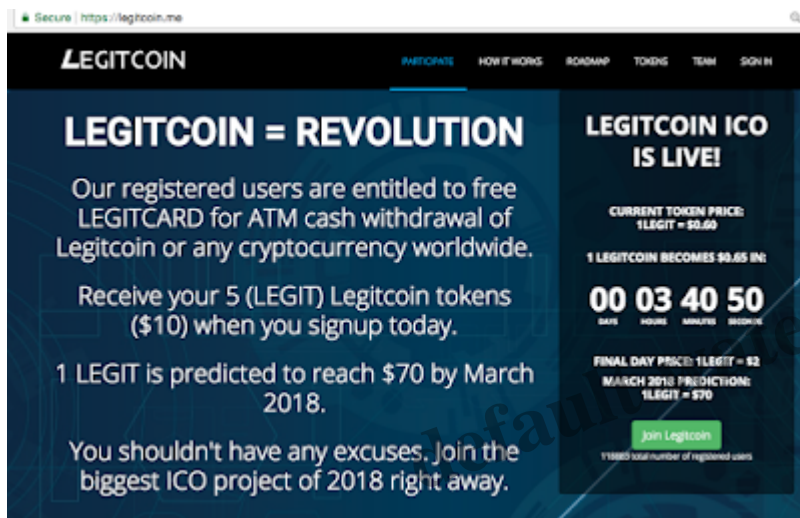 Secure | https://legitcoin.me
LEGITCOIN
PARTICIPATE HOW IT WORKS ROADMAP TOKENS TEAM SIGN IN
LEGITCOIN = REVOLUTION
Our registered users are entitled to free
LEGITCARD for ATM cash withdrawal of
Legitcoin or any cryptocurrency worldwide.
Receive your 5 (LEGIT) Legitcoin tokens
($10) when you signup today.
1 LEGIT is predicted to reach $70 by March
2018.
You shouldn't have any excuses. Join the
biggest ICO project of 2018 right away.
LEGITCOIN ICO
IS LIVE!
CURRENT TOKEN PRICE:
1LEGIT = $0.60
1 LEGITCOIN BECOMES $0.65 IN:
00 03 40 50
DAYS HOURS MINUTES SECONDS
FINAL DAY PRICE: 1LEGIT = $2
MARCH 2018 PREDICTION:
1LEGIT = $70
Join Legitcoin
total number of registered users